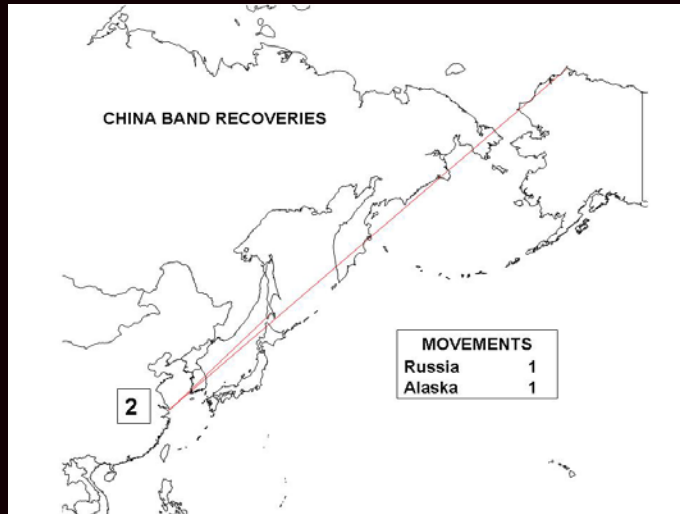 CHINA BAND RECOVERIES
MOVEMENTS
Russia 1
Alaska 1
2